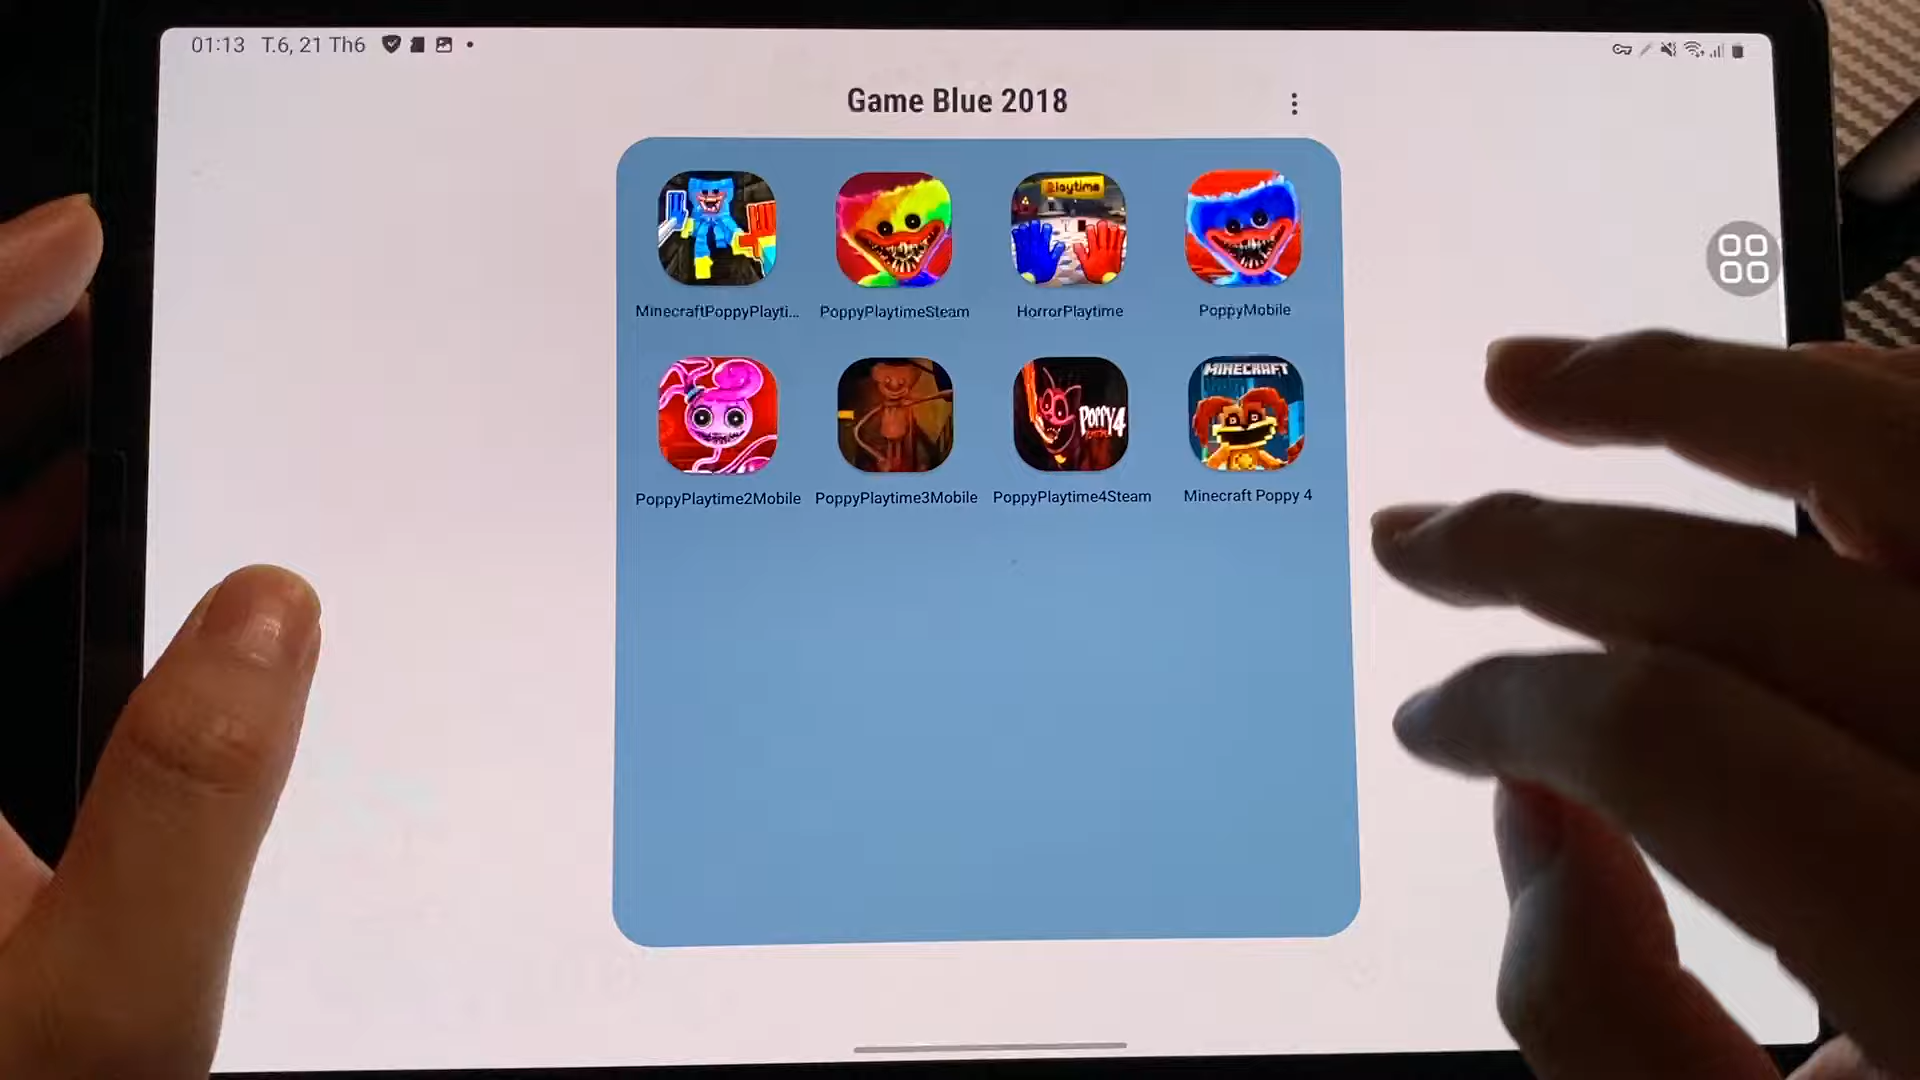 01:13 T.6, 21 Th6
Game Blue 2018
Playtime
MinecraftPoppyPlayti...
PoppyPlaytimeSteam
HorrorPlaytime
PoppyMobile
POPPY4
MINECRAFT
PoppyPlaytime2Mobile
PoppyPlaytime3Mobile
PoppyPlaytime4Steam
Minecraft Poppy 4